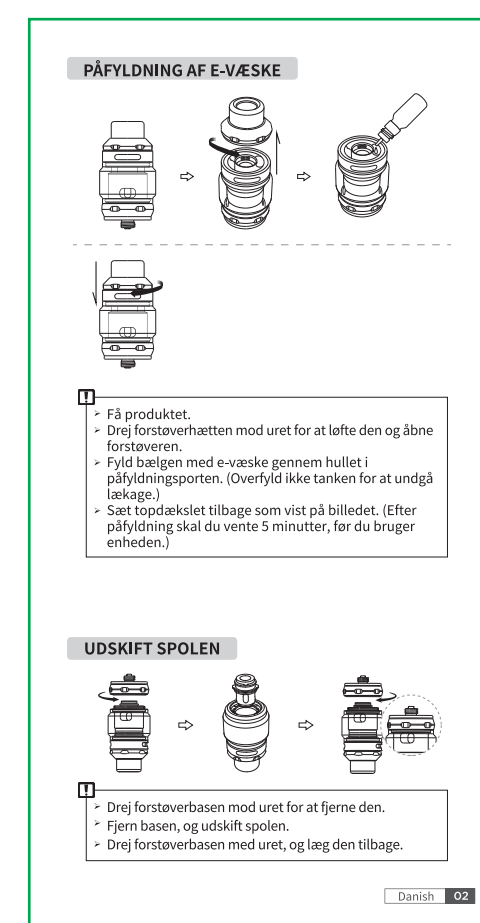 PÅFYLDNING AF E-VÆSKE
➢ Få produktet.
➢ Drej forstøverhætten mod uret for at løfte den og åbne
forstøveren.
➢ Fyld bælgen med e-væske gennem hullet i
påfyldningsporten. (Overfyld ikke tanken for at undgå
lækage.)
➢ Sæt topdækslet tilbage som vist på billedet. (Efter
påfyldning skal du vente 5 minutter, før du bruger
enheden.)
UDSKIFT SPOLEN
➢ Drej forstøverbasen mod uret for at fjerne den.
➢ Fjern basen, og udskift spolen.
➢ Drej forstøverbasen med uret, og læg den tilbage.
Danish 02